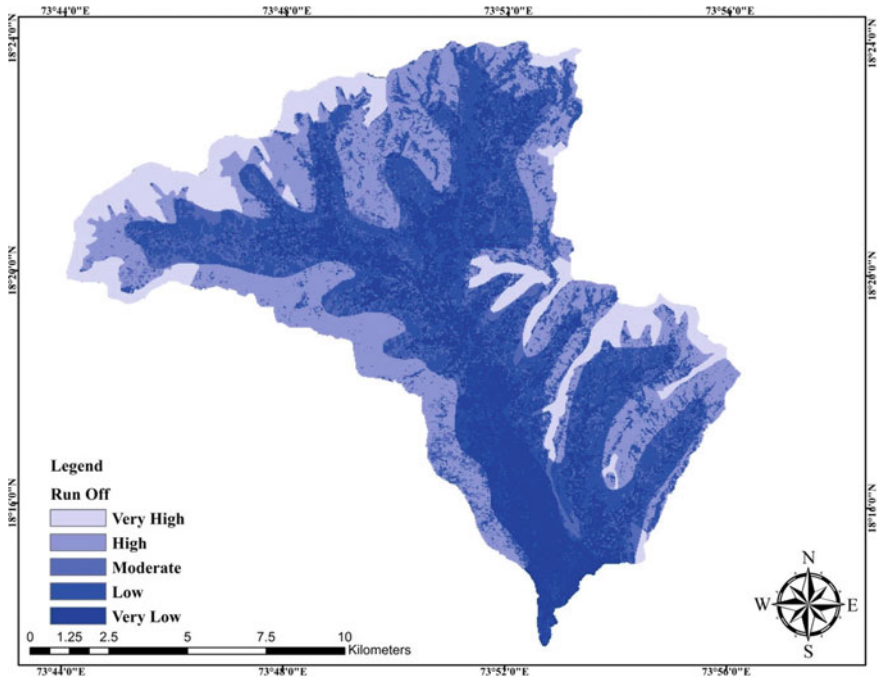 73°44'0"E 73°48'0"E 73°52'0"E 73°56'0"E
18°24'0"N 18°24'0"N
18°20'0"N 18°20'0"N
18°16'0"N 18°16'0"N
Legend
Run Off
Very High
High
Moderate
Low
Very Low
0 1.25 2.5 5 7.5 10
Kilometers
N
W E
S
73°44'0"E 73°48'0"E 73°52'0"E 73°56'0"E